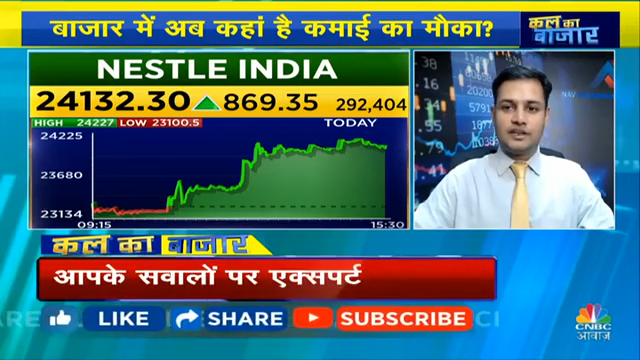 बाजार में अब कहां है कमाई का मौका?
कल का
बाजार
NESTLE INDIA
24132.30 869.35 292,404
HIGH 24227 LOW 23100.5 TODAY
24225
23680
23134
09:15 15:30
NAV
कल का बाजार
आपके सवालों पर एक्सपर्ट
LIKE SHARE SUBSCRIBE
CNBC
आवाज़